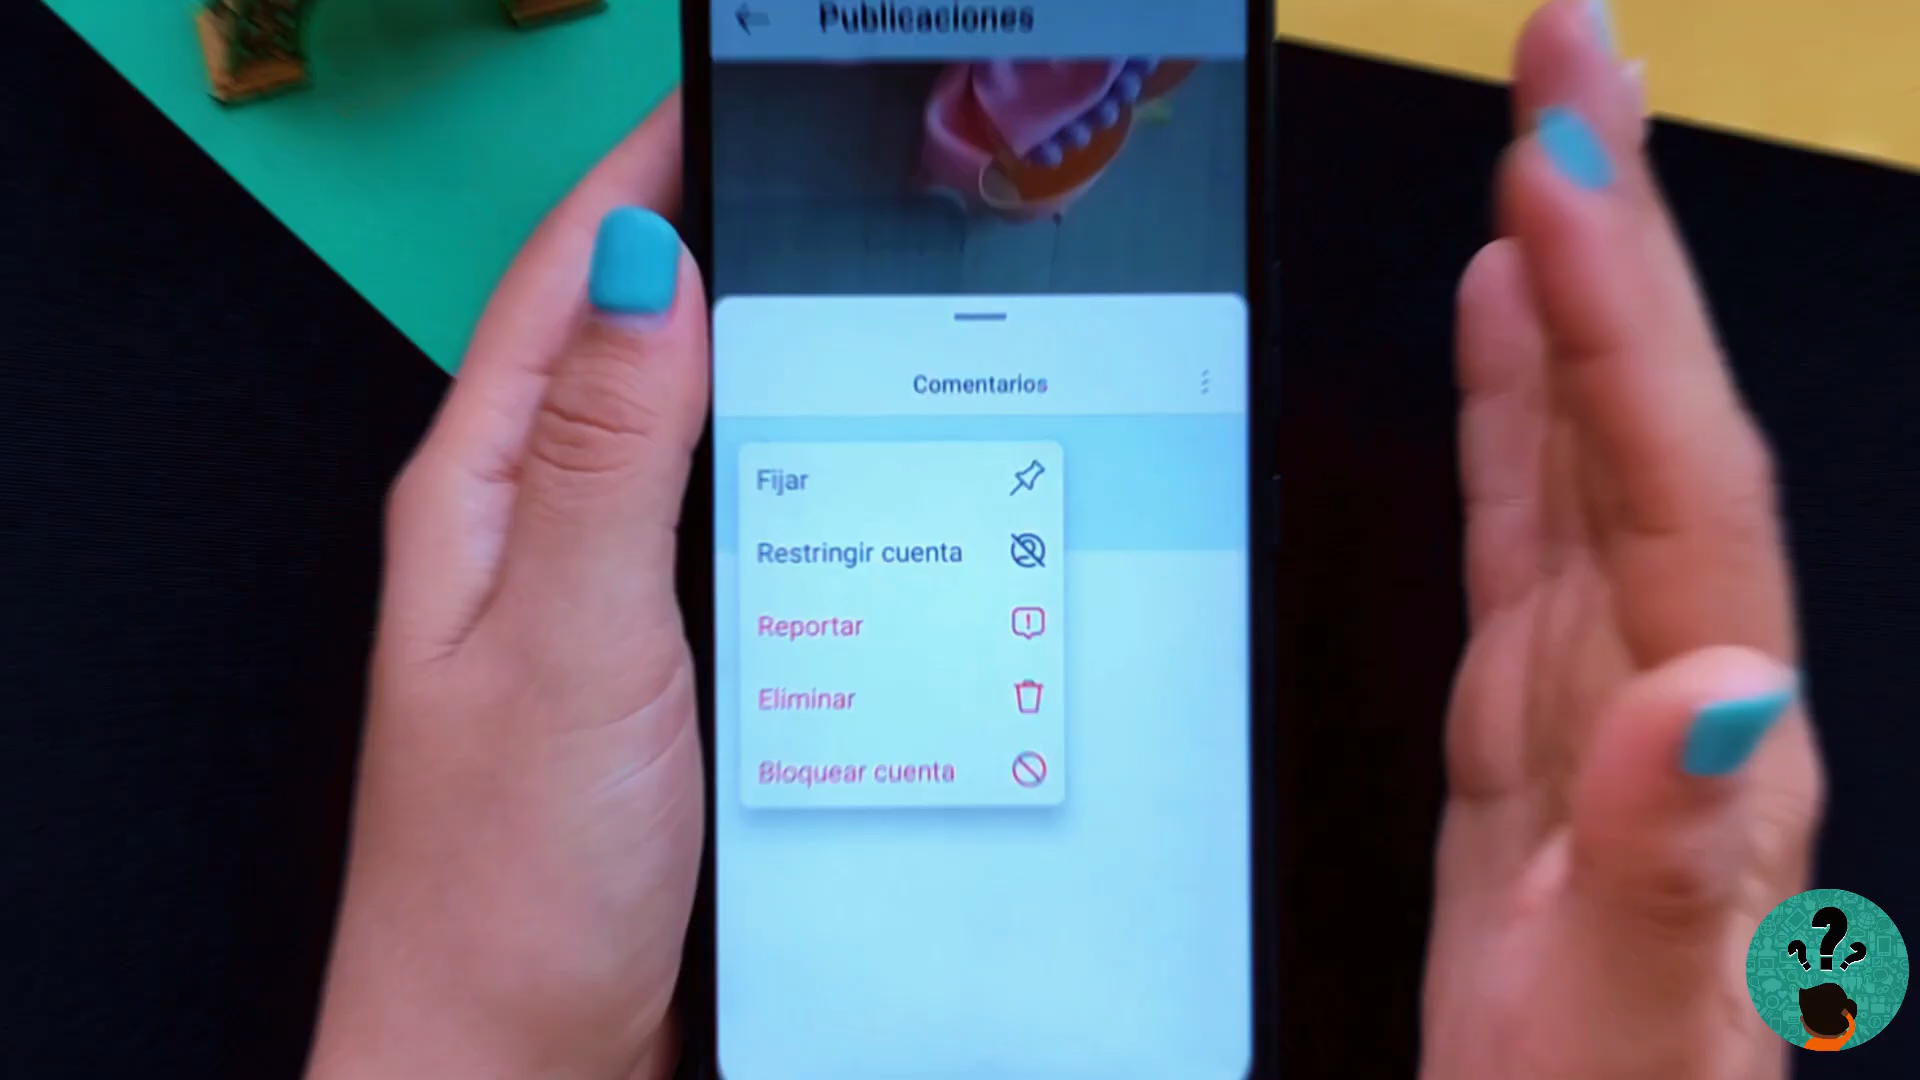 Publicaciones
Comentarios
Fijar
Restringir cuenta
Reportar
Eliminar
Bloquear cuenta